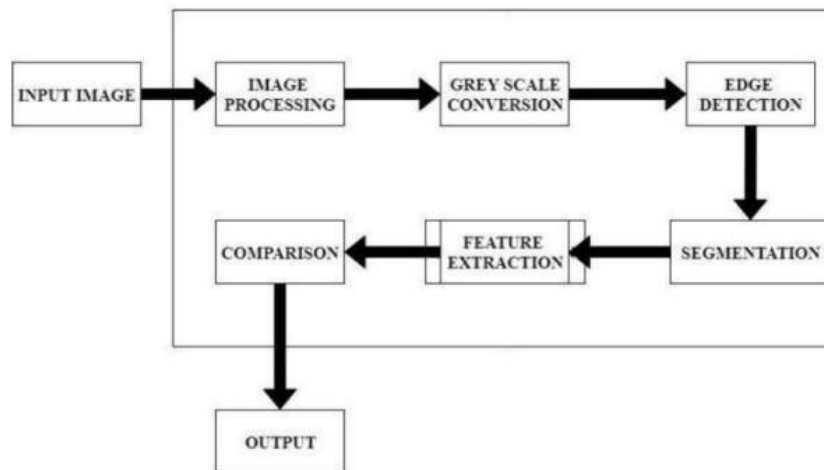 INPUT IMAGE
IMAGE
PROCESSING
GREY SCALE
CONVERSION
EDGE
DETECTION
SEGMENTATION
FEATURE
EXTRACTION
COMPARISON
OUTPUT